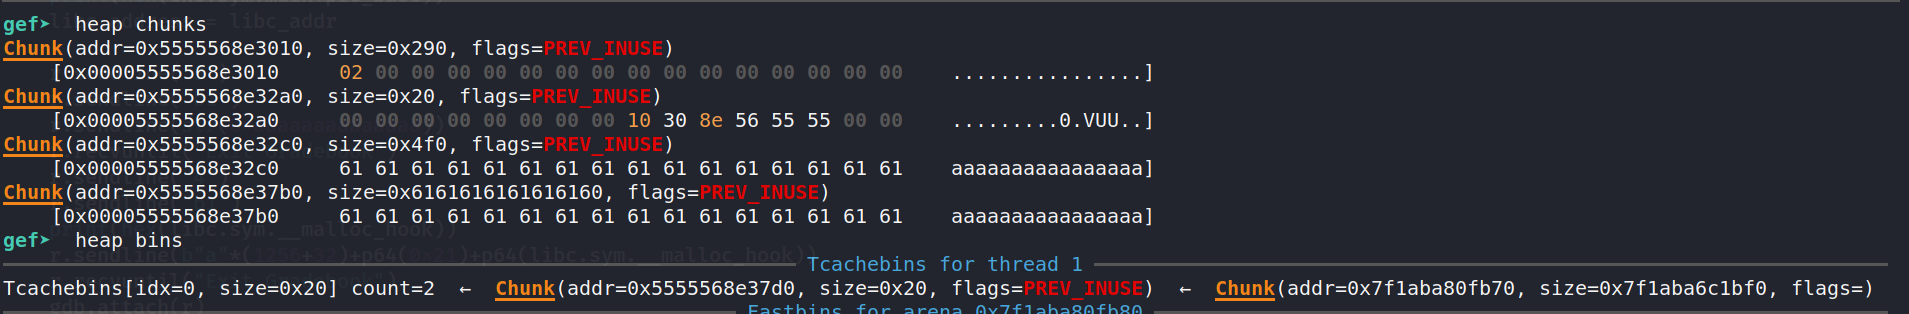 gef➤  heap chunks
Chunk(addr=0x5555568e3010, size=0x290, flags=PREV_INUSE)
    [0x00005555568e3010     02 00 00 00 00 00 00 00 00 00 00 00 00 00 00 00    ................]
Chunk(addr=0x5555568e32a0, size=0x20, flags=PREV_INUSE)
    [0x00005555568e32a0     00 00 00 00 00 00 00 00 10 30 8e 56 55 55 00 00    .........0.VUU..]
Chunk(addr=0x5555568e32c0, size=0x4f0, flags=PREV_INUSE)
    [0x00005555568e32c0     61 61 61 61 61 61 61 61 61 61 61 61 61 61 61 61    aaaaaaaaaaaaaaaa]
Chunk(addr=0x5555568e37b0, size=0x6161616161616160, flags=PREV_INUSE)
    [0x00005555568e37b0     61 61 61 61 61 61 61 61 61 61 61 61 61 61 61 61    aaaaaaaaaaaaaaaa]
gef➤  heap bins
Tcachebins for thread 1
Tcachebins[idx=0, size=0x20] count=2  ←  Chunk(addr=0x5555568e37d0, size=0x20, flags=PREV_INUSE)  ←  Chunk(addr=0x7f1aba80fb70, size=0x7f1aba6c1bf0, flags=)
Fastbins for arena 0x7f1aba80fb80